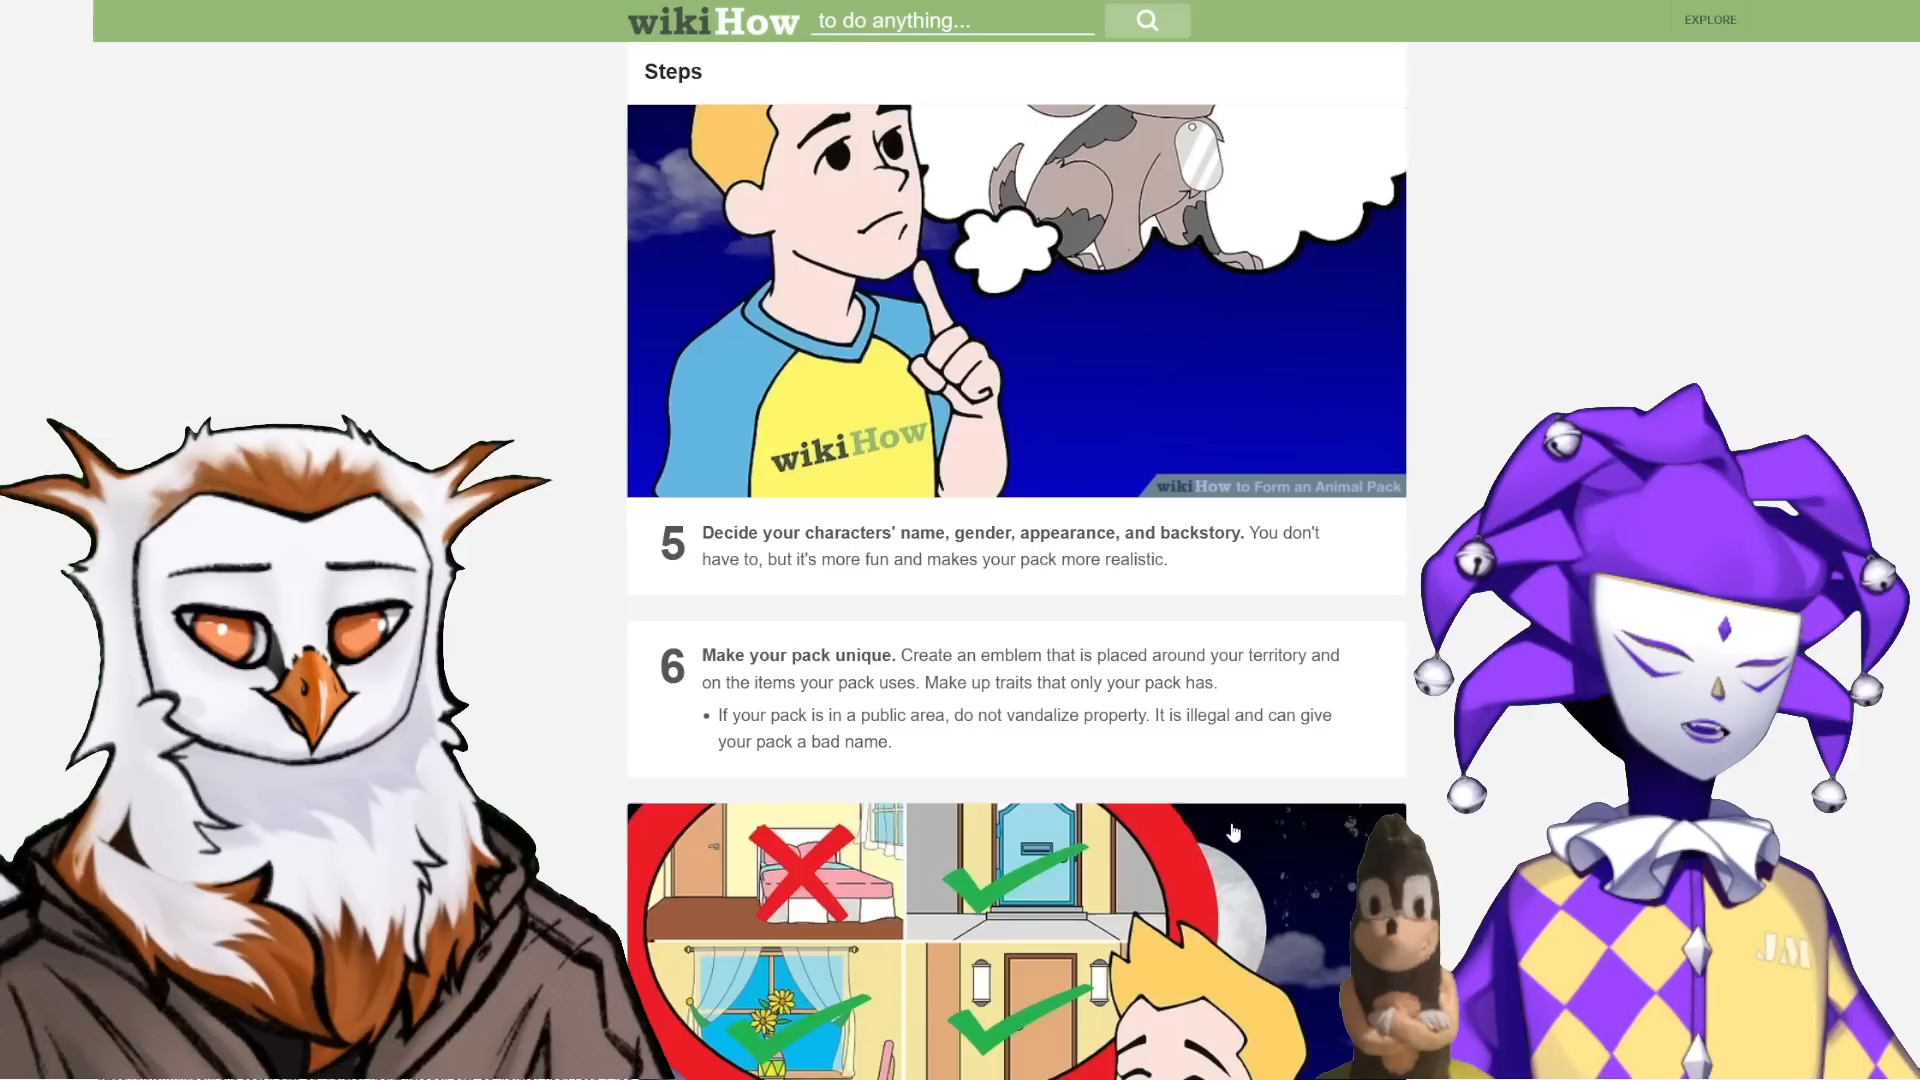 wikiHow to do anything...
EXPLORE
Steps
wikiHow
wikiHow to Form an Animal Pack
5 Decide your characters' name, gender, appearance, and backstory. You don't
have to, but it's more fun and makes your pack more realistic.
6 Make your pack unique. Create an emblem that is placed around your territory and
on the items your pack uses. Make up traits that only your pack has.
• If your pack is in a public area, do not vandalize property. It is illegal and can give
your pack a bad name.
JM